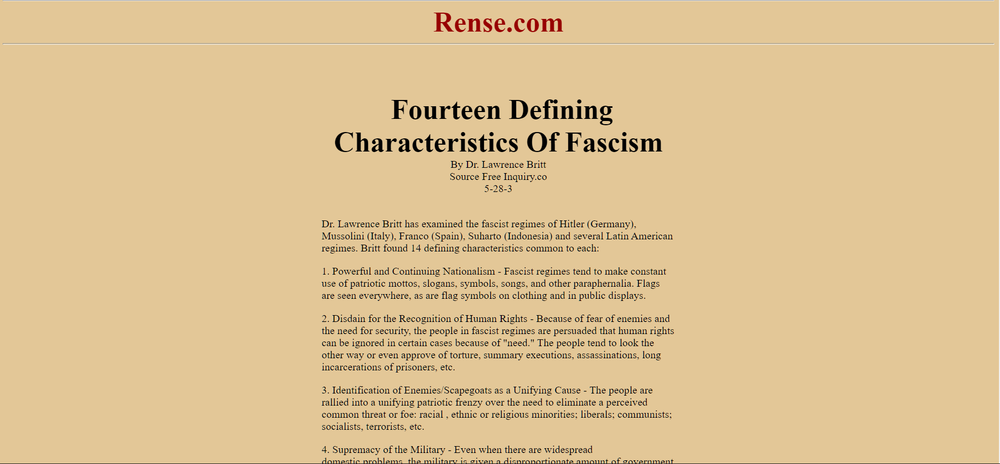 Rense.com
Fourteen Defining
Characteristics Of Fascism
By Dr. Lawrence Britt
Source Free Inquiry.co
5-28-3
Dr. Lawrence Britt has examined the fascist regimes of Hitler (Germany),
Mussolini (Italy), Franco (Spain), Suharto (Indonesia) and several Latin American
regimes. Britt found 14 defining characteristics common to each:
1. Powerful and Continuing Nationalism - Fascist regimes tend to make constant
use of patriotic mottos, slogans, symbols, songs, and other paraphernalia. Flags
are seen everywhere, as are flag symbols on clothing and in public displays.
2. Disdain for the Recognition of Human Rights - Because of fear of enemies and
the need for security, the people in fascist regimes are persuaded that human rights
can be ignored in certain cases because of "need." The people tend to look the
other way or even approve of torture, summary executions, assassinations, long
incarcerations of prisoners, etc.
3. Identification of Enemies/Scapegoats as a Unifying Cause - The people are
rallied into a unifying patriotic frenzy over the need to eliminate a perceived
common threat or foe: racial , ethnic or religious minorities; liberals; communists;
socialists, terrorists, etc.
4. Supremacy of the Military - Even when there are widespread
domestic problems, the military is given a disproportionate amount of government